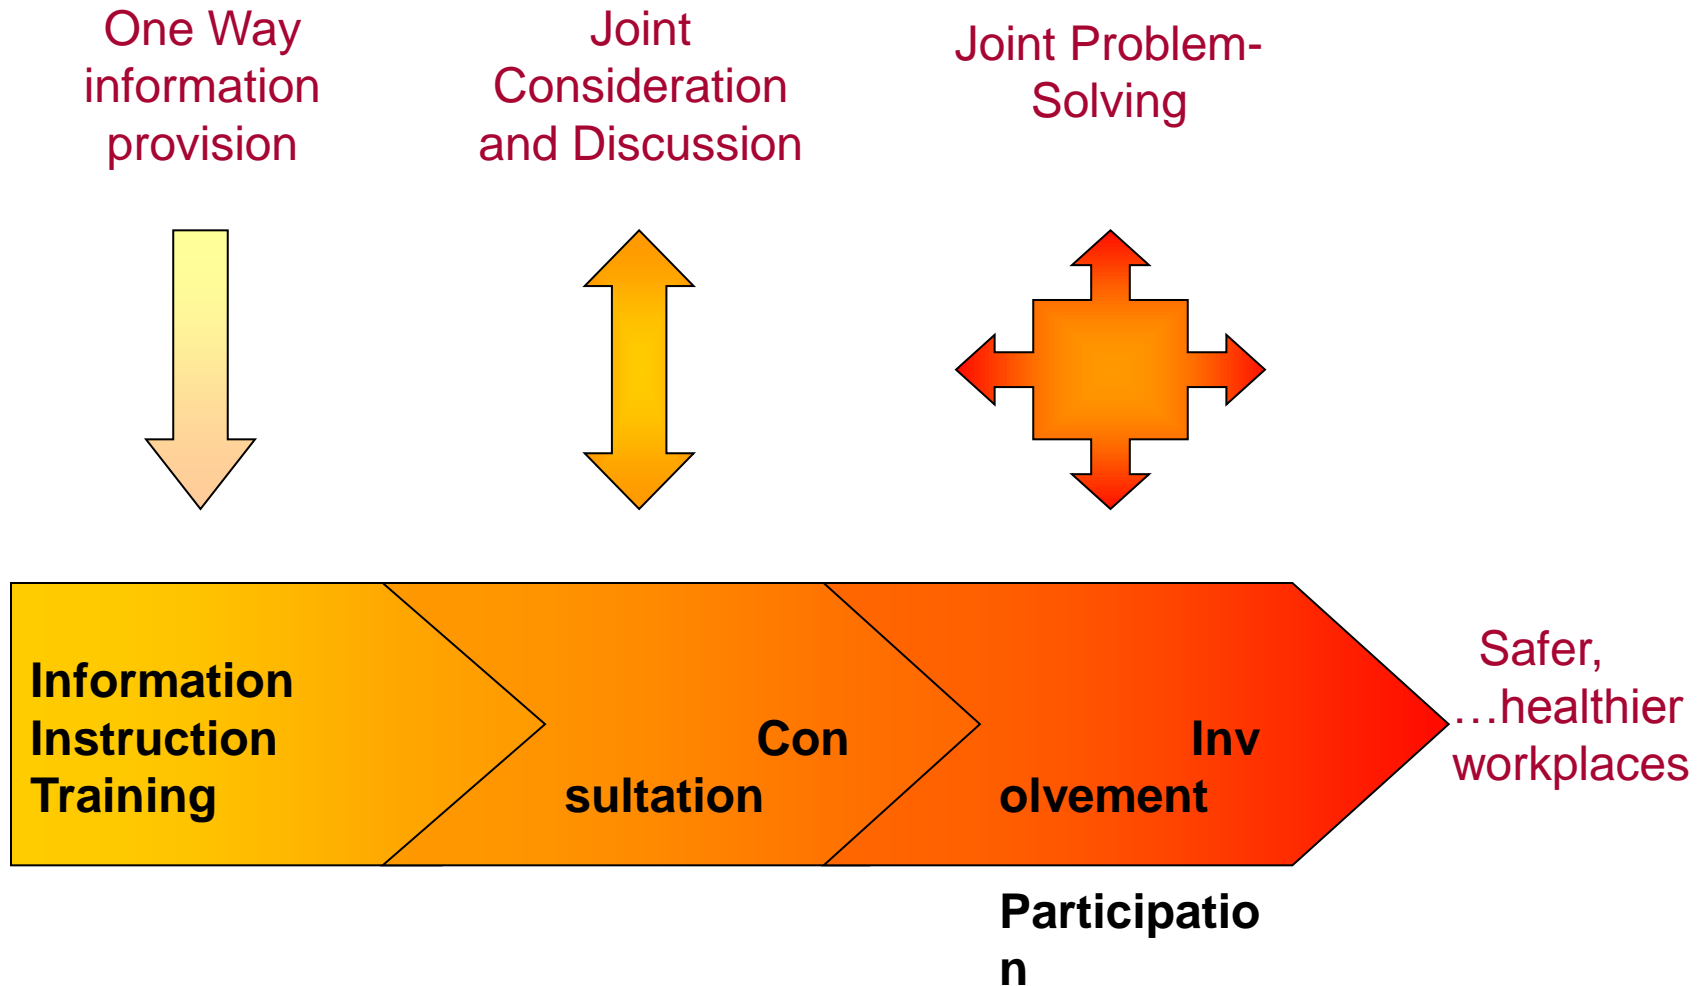 One Way
information
provision
Joint
Consideration
and Discussion
Joint Problem-
Solving
Information
Instruction
Training
Con
sultation
Inv
olvement
Participatio
n
Safer,
…healthier
workplaces